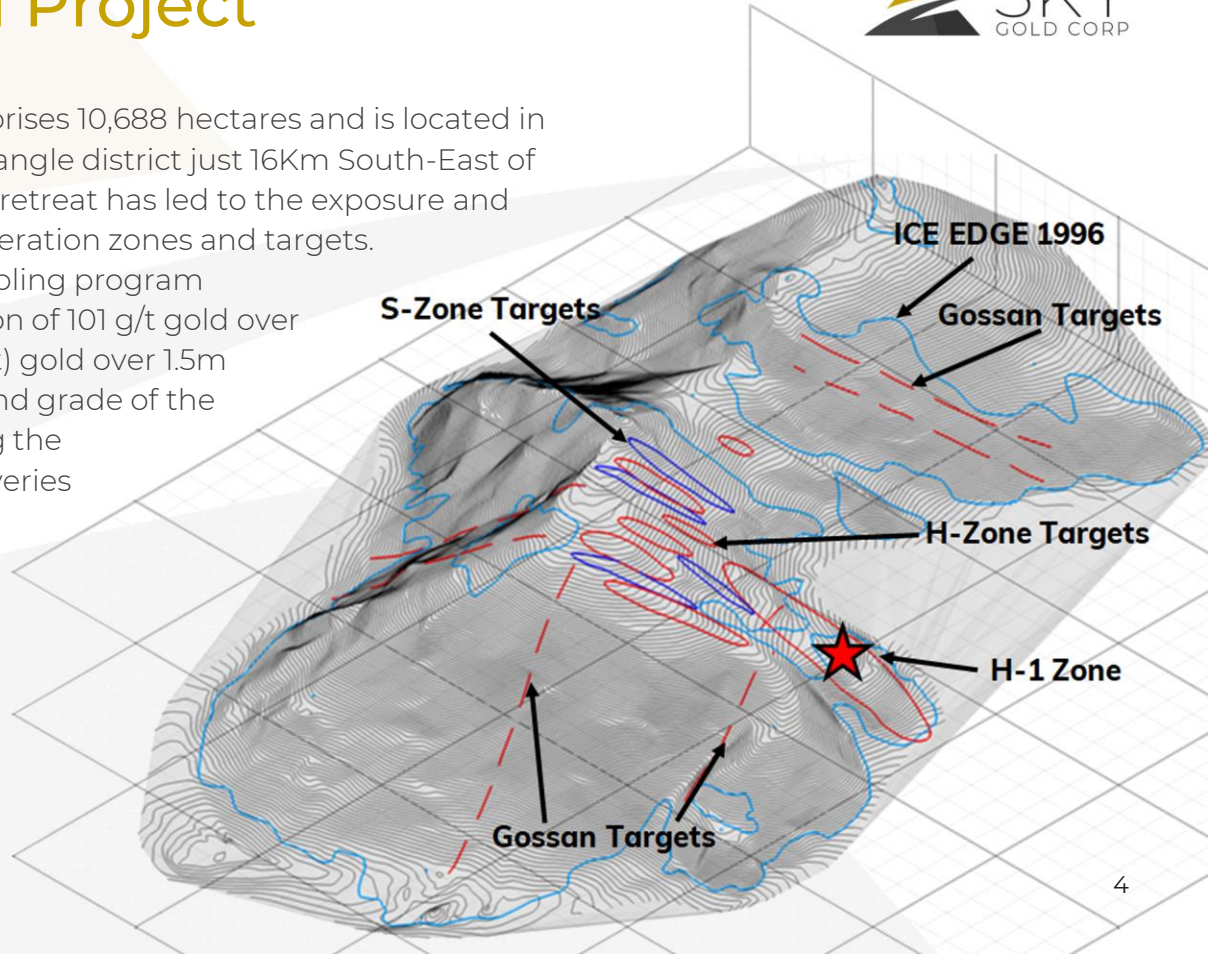 Project
SKY
GOLD CORP
prises 10,688 hectares and is located in
angle district just 16Km South-East of
retreat has led to the exposure and
eration zones and targets.
oling program
on of 101 g/t gold over
) gold over 1.5m
nd grade of the
g the
veries
ICE EDGE 1996
S-Zone Targets
Gossan Targets
H-Zone Targets
H-1 Zone
Gossan Targets
4